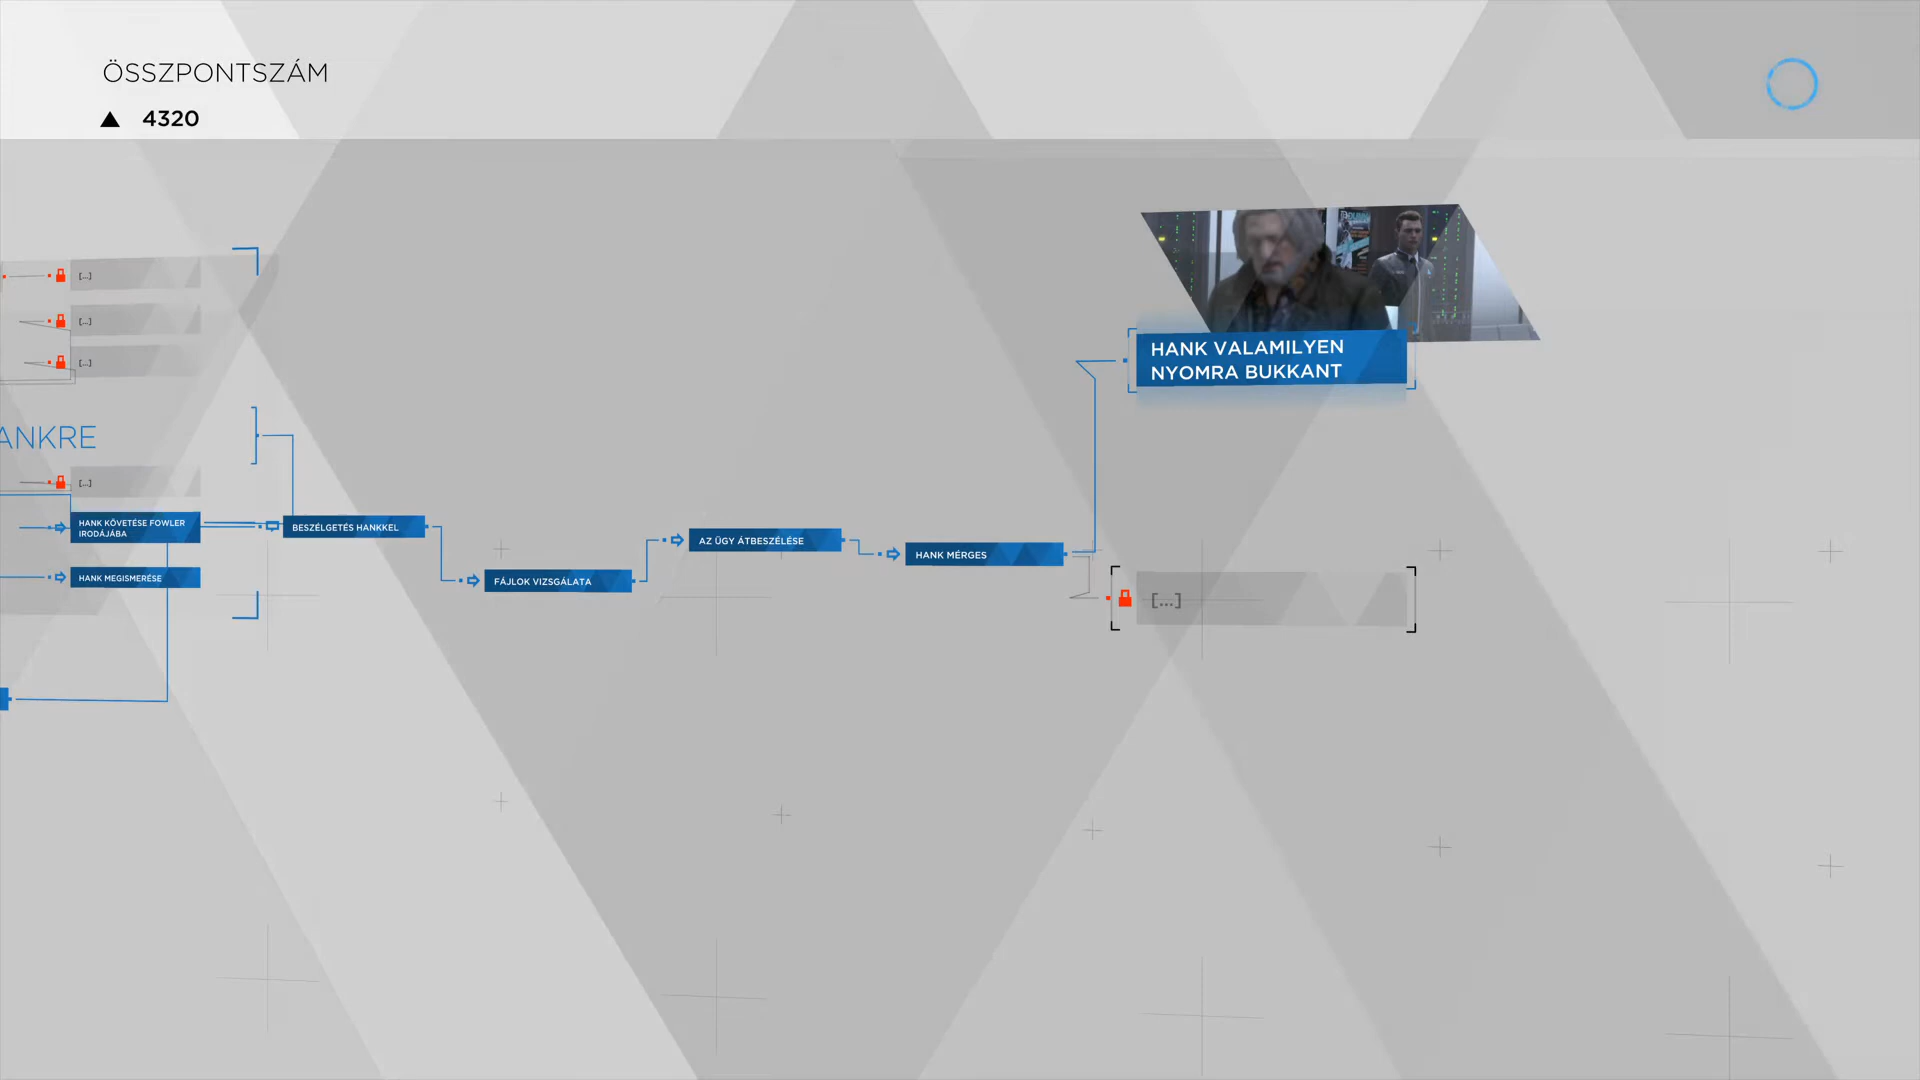 ÖSSZPONTSZÁM
4320
[...]
[...]
[...]
ANKRE
[...]
HANK KÖVETÉSE FOWLER
IRODÁJÁBA
HANK MEGISMERÉSE
BESZÉLGETÉS HANKKEL
FÁJLOK VIZSGÁLATA
AZ ÜGY ÁTBESZÉLÉSE
HANK MÉRGES
HANK VALAMILYEN
NYOMRA BUKKANT
[...]